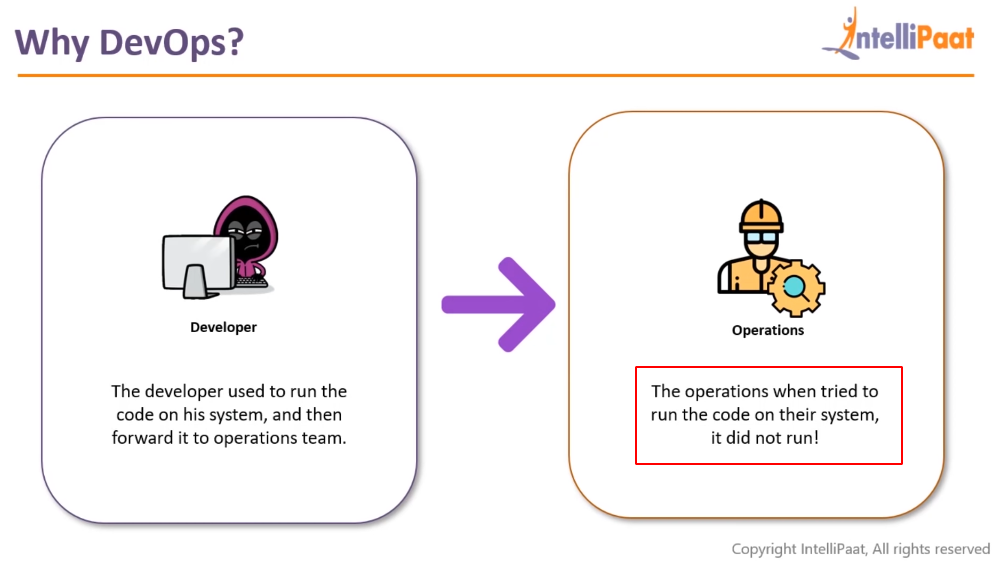 Why DevOps?
IntelliPaat
Developer
The developer used to run the
code on his system, and then
forward it to operations team.
Operations
The operations when tried to
run the code on their system,
it did not run!
Copyright IntelliPaat, All rights reserved